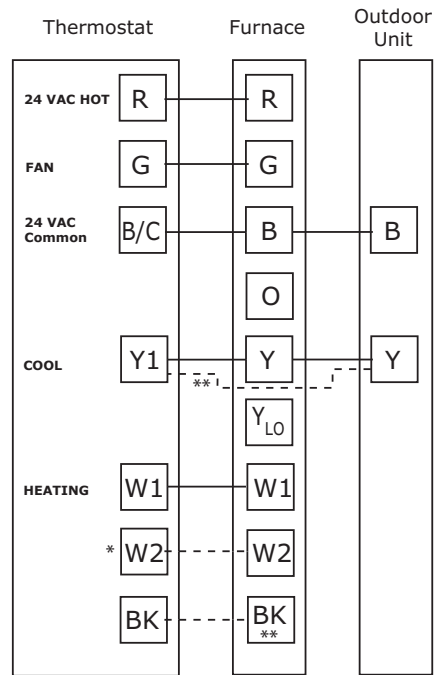 Thermostat Furnace Outdoor
Unit
24 VAC HOT R R
FAN G G
24 VAC
Common B/C B B
O
COOL Y1 Y Y
**
YLO
HEATING W1 W1
* W2 W2
BK BK
**